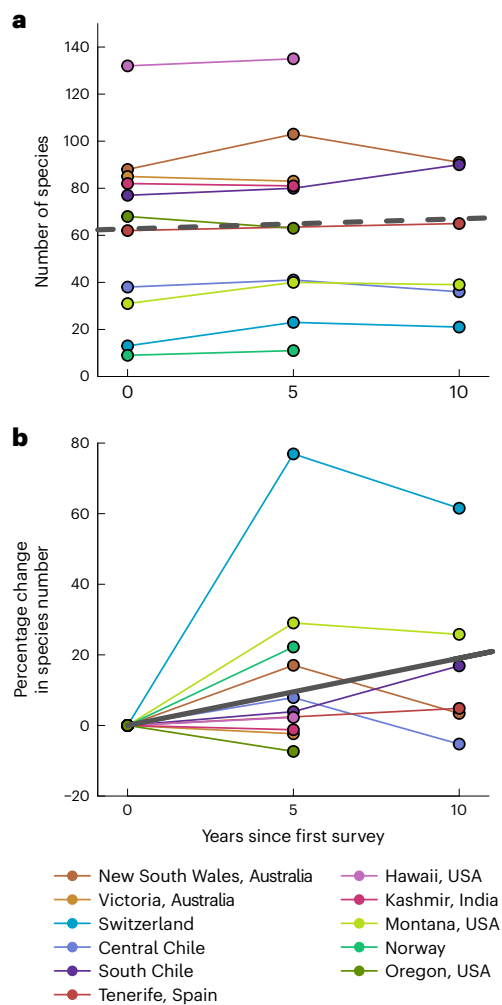 a
140
120
100
80
60
40
20
0
Number of species
0 5 10
b
80
60
40
20
0
−20
Percentage change
in species number
0 5 10
Years since first survey
New South Wales, Australia
Victoria, Australia
Switzerland
Central Chile
South Chile
Tenerife, Spain
Hawaii, USA
Kashmir, India
Montana, USA
Norway
Oregon, USA